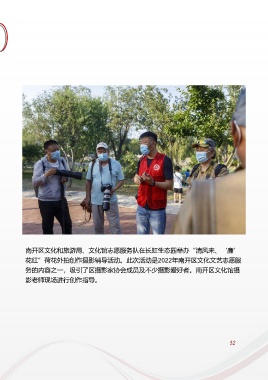 南开区文化和旅游局、文化馆志愿服务队在长虹生态园举办“清风来、“廉”
花红”荷花外拍创作摄影辅导活动。此次活动是2022年南开区文化文艺志愿服
务的内容之一，吸引了区摄影家协会成员及不少摄影爱好者。南开区文化馆摄
影老师现场进行创作指导。
52